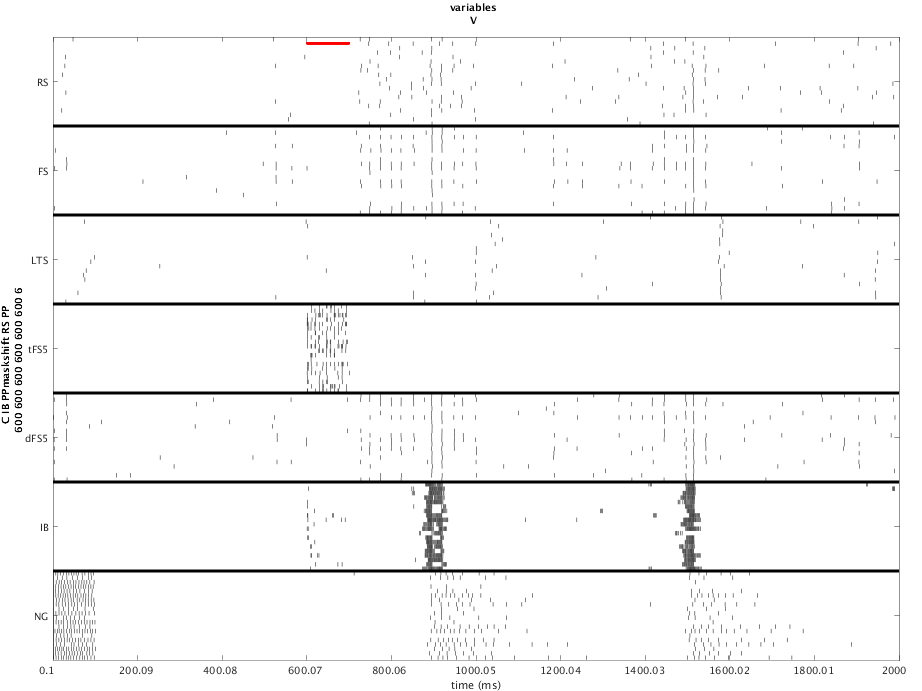 variables
V
RS
FS
LTS
tFS5
dFS5
IB
NG
C IB PPmaskshift RS PP
600 600 600 600 600 600 6
0.1 200.09 400.08 600.07 800.06 1000.05 1200.04 1400.03 1600.02 1800.01 2000
time (ms)